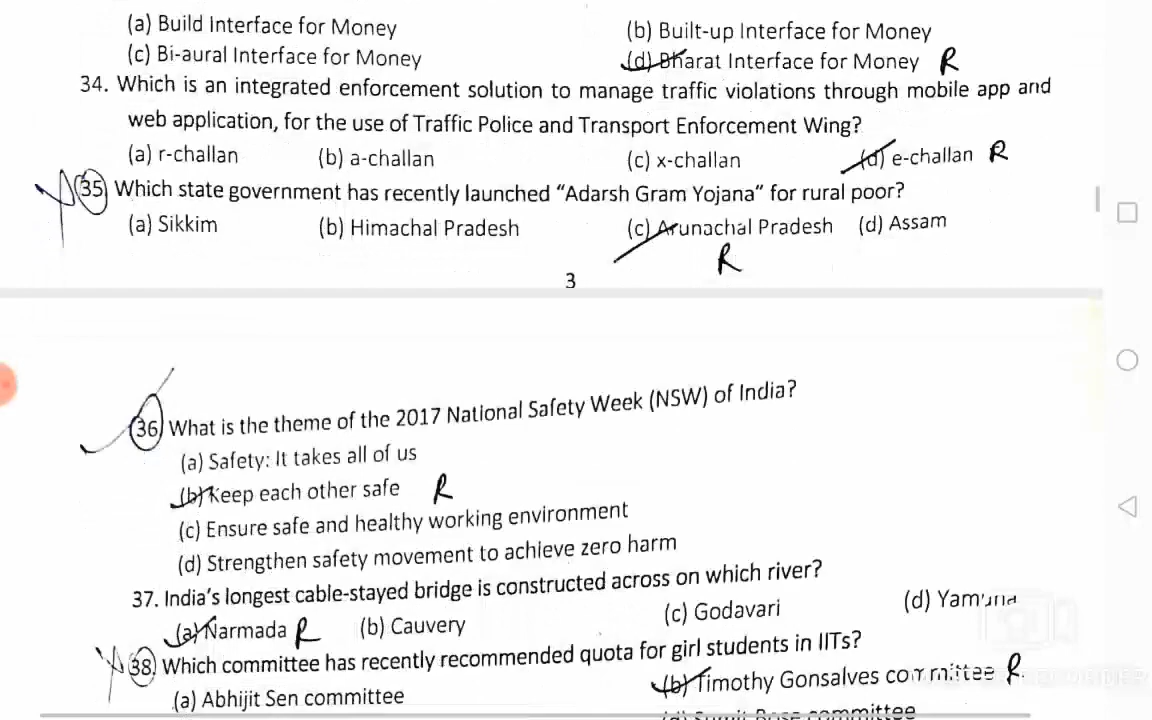 (a) Build Interface for Money (b) Built-up Interface for Money
(c) Bi-aural Interface for Money (d) Bharat Interface for Money R
34. Which is an integrated enforcement solution to manage traffic violations through mobile app and
web application, for the use of Traffic Police and Transport Enforcement Wing?
(a) r-challan (b) a-challan (c) x-challan (d) e-challan R
35 Which state government has recently launched “Adarsh Gram Yojana” for rural poor?
(a) Sikkim (b) Himachal Pradesh (c) Arunachal Pradesh (d) Assam
R
3
36 What is the theme of the 2017 National Safety Week (NSW) of India?
(a) Safety: It takes all of us
(b) Keep each other safe R
(c) Ensure safe and healthy working environment
(d) Strengthen safety movement to achieve zero harm
37. India’s longest cable-stayed bridge is constructed across on which river?
(a) Narmada R (b) Cauvery (c) Godavari (d) Yamuna
38. Which committee has recently recommended quota for girl students in IITs?
(a) Abhijit Sen committee (b) Timothy Gonsalves committee R
committee